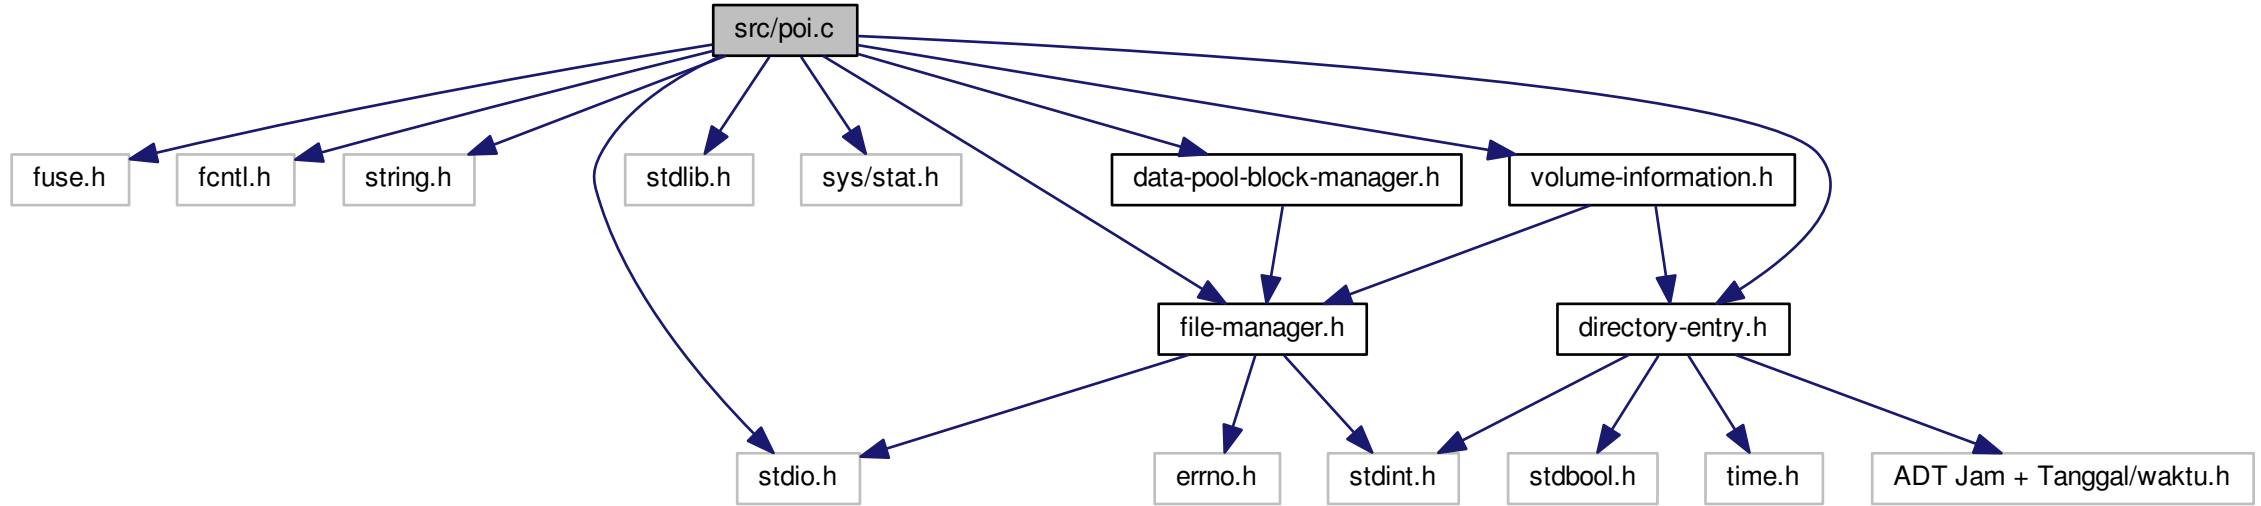 src/poi.c
fuse.h
fcntl.h
string.h
stdlib.h
sys/stat.h
data-pool-block-manager.h
volume-information.h
file-manager.h
directory-entry.h
stdio.h
errno.h
stdint.h
stdbool.h
time.h
ADT Jam + Tanggal/waktu.h